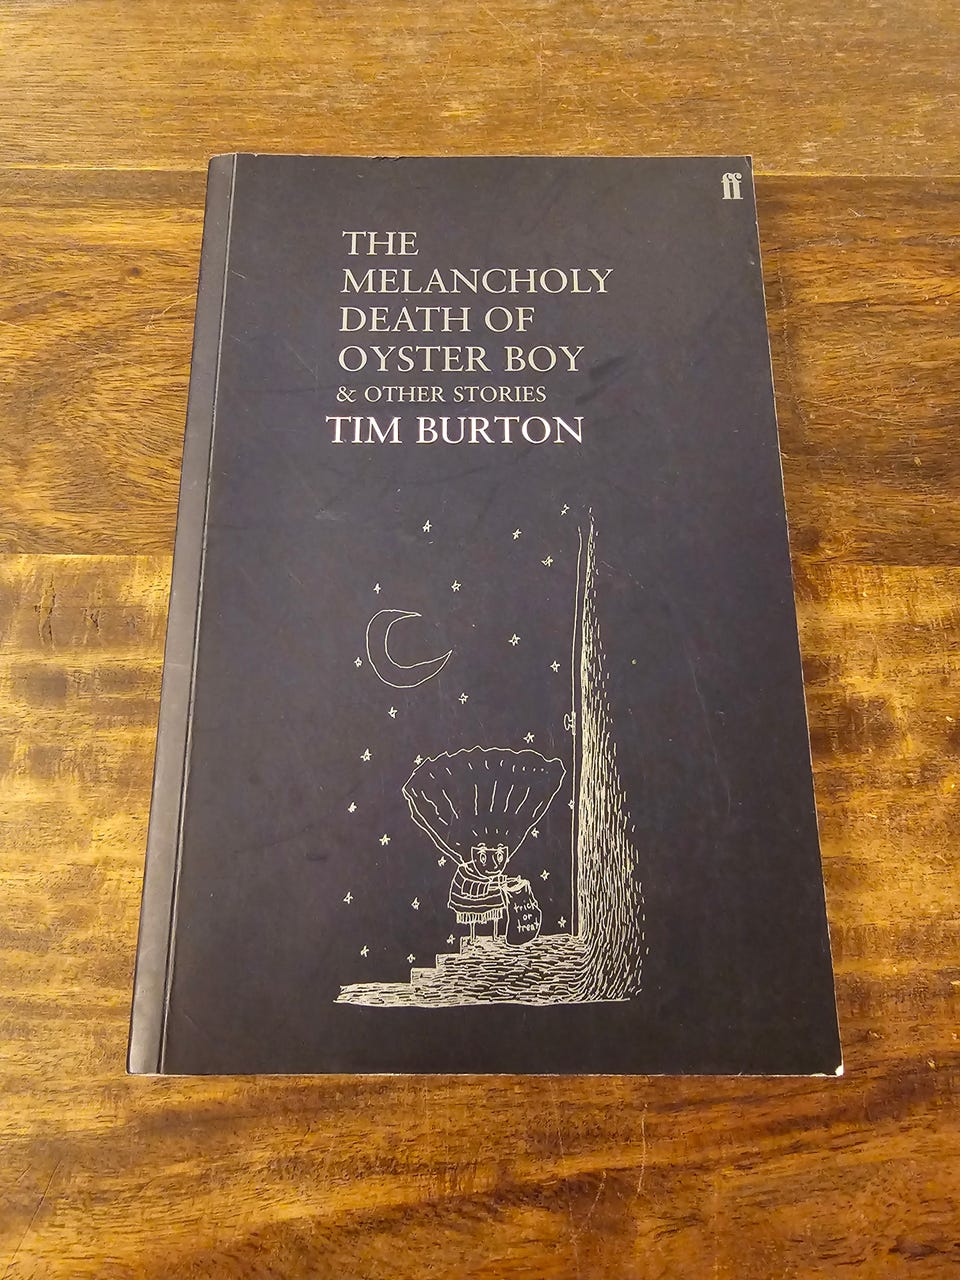 ff
THE
MELANCHOLY
DEATH OF
OYSTER BOY
& OTHER STORIES
TIM BURTON
trick
or
treat